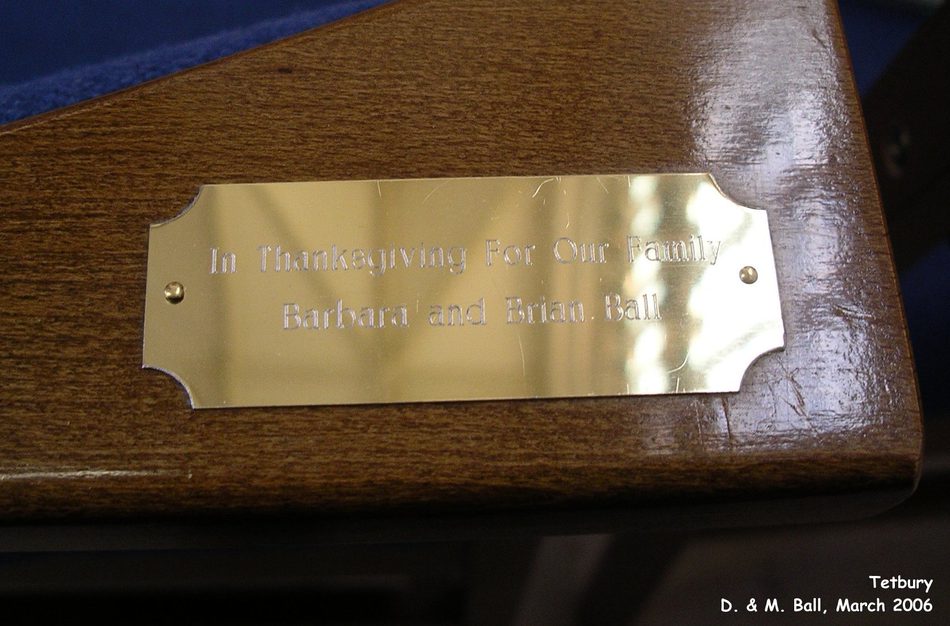 In Thanksgiving For Our Family
Barbara and Brian Ball
Tetbury
D. & M. Ball, March 2006